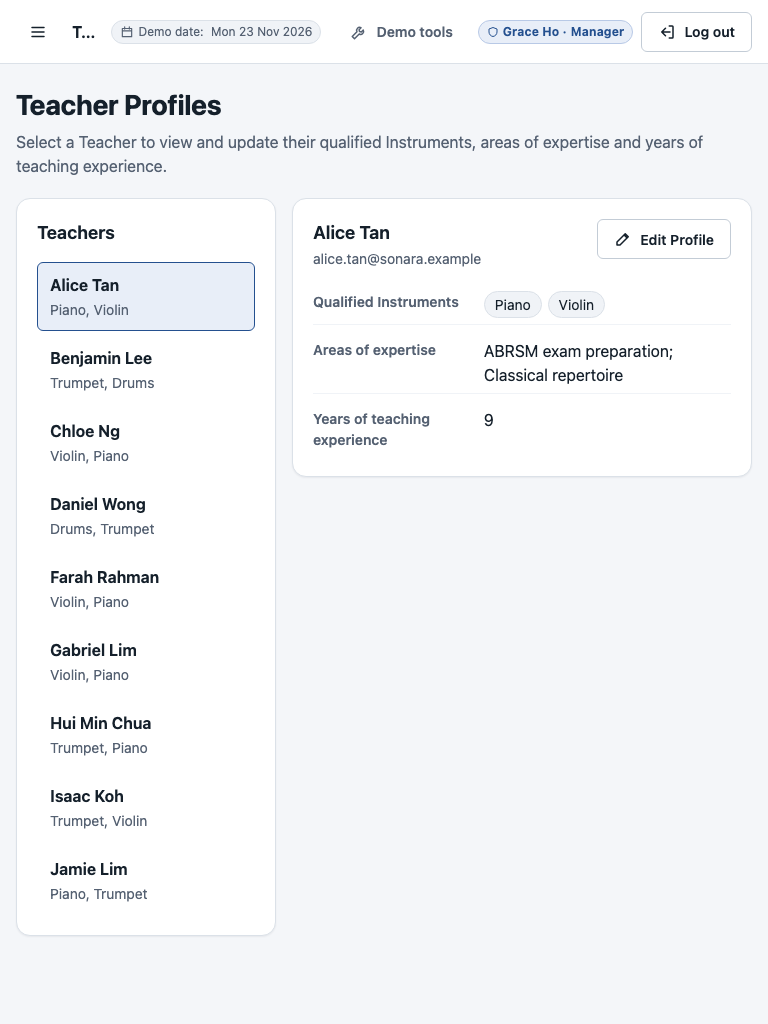 T...
Demo date: Mon 23 Nov 2026
Demo tools
Grace Ho · Manager
Log out
Teacher Profiles
Select a Teacher to view and update their qualified Instruments, areas of expertise and years of
teaching experience.
Teachers
Alice Tan
Piano, Violin
Benjamin Lee
Trumpet, Drums
Chloe Ng
Violin, Piano
Daniel Wong
Drums, Trumpet
Farah Rahman
Violin, Piano
Gabriel Lim
Violin, Piano
Hui Min Chua
Trumpet, Piano
Isaac Koh
Trumpet, Violin
Jamie Lim
Piano, Trumpet
Alice Tan
alice.tan@sonara.example
Edit Profile
Qualified Instruments
Piano
Violin
Areas of expertise
ABRSM exam preparation;
Classical repertoire
Years of teaching
experience
9